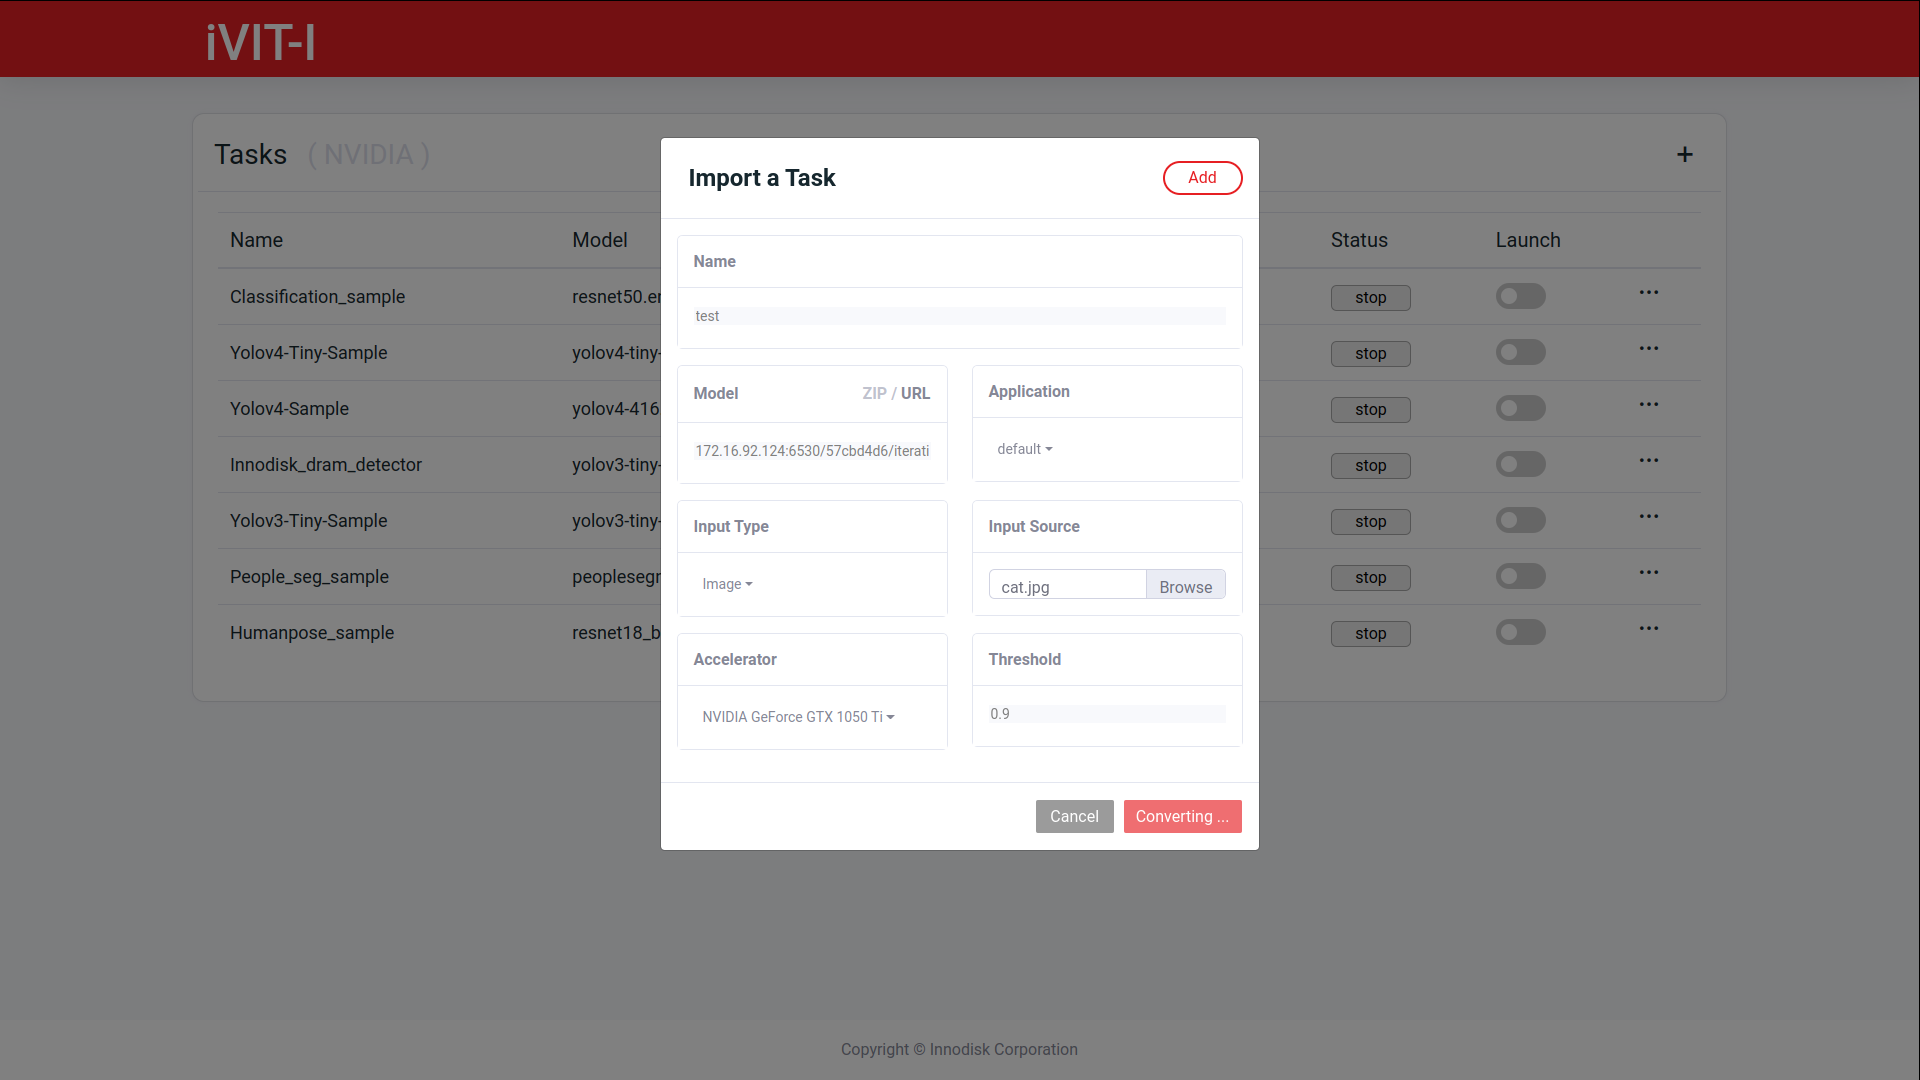 iVIT-I
Tasks ( NVIDIA ) +
Import a Task Add
Name Model Status Launch
Classification_sample resnet50.en stop ...
Yolov4-Tiny-Sample yolov4-tiny- stop ...
Yolov4-Sample yolov4-416 stop ...
Innodisk_dram_detector yolov3-tiny- stop ...
Yolov3-Tiny-Sample yolov3-tiny- stop ...
People_seg_sample stop ...
Humanpose_sample resnet18_b stop ...
Name
test
Model ZIP / URL
172.16.92.124:6530/57cbd4d6/iterati
Application
default
Input Type
Image
Input Source
cat.jpg Browse
Accelerator
NVIDIA GeForce GTX 1050 Ti
Threshold
0.9
Cancel Converting ...
Copyright © Innodisk Corporation